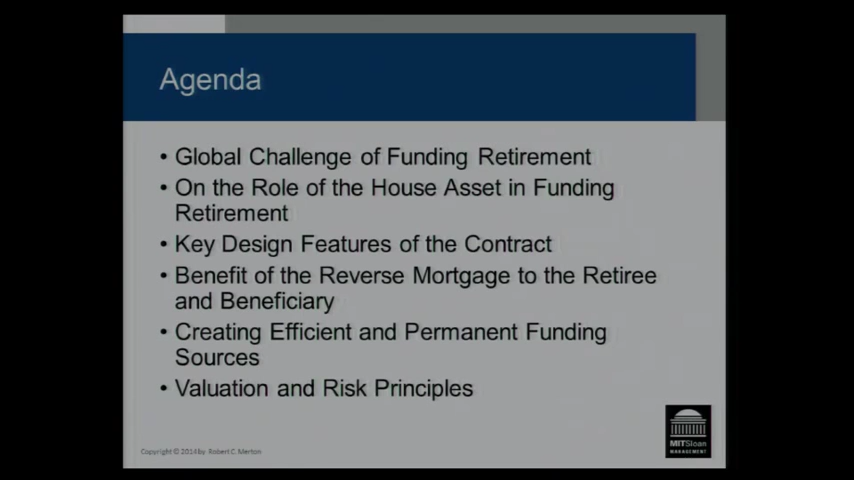 Agenda
• Global Challenge of Funding Retirement
• On the Role of the House Asset in Funding
Retirement
• Key Design Features of the Contract
• Benefit of the Reverse Mortgage to the Retiree
and Beneficiary
• Creating Efficient and Permanent Funding
Sources
• Valuation and Risk Principles
MITSloan
MANAGEMENT
Copyright © 2014 by Robert C. Merton